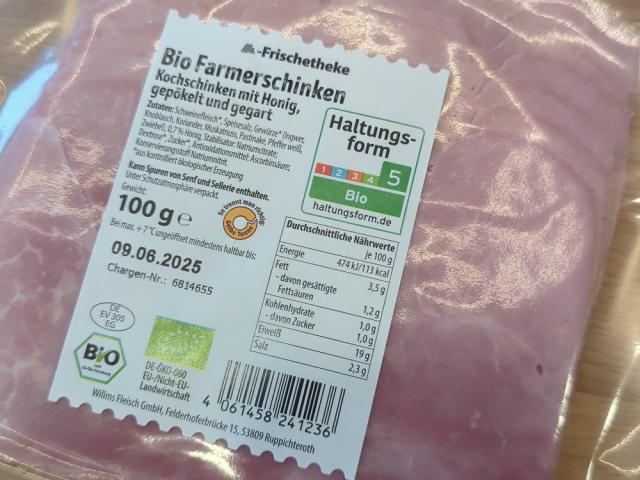 -Frischetheke
Bio Farmerschinken
Kochschinken mit Honig,
gepökelt und gegart
Zutaten: Schweinefleisch*, Speisesalz, Gewürze* (Ingwer,
Knoblauch, Koriander, Muskatnuss, Pastinake, Pfeffer weiß,
Zwiebel), 0,7 % Honig, Stabilisator: Natriumcitrate;
Dextrose*, Zucker*, Antioxidationsmittel: Ascorbinsäure;
Konservierungsstoff: Natriumnitrit.
*aus kontrolliert ökologischer Erzeugung
Kann Spuren von Senf und Sellerie enthalten.
Unter Schutzatmosphäre verpackt.
Gewicht:
100 g e
Bei max. +7 °C ungeöffnet mindestens haltbar bis:
09.06.2025
Chargen-Nr.: 6814655
So trennt man richtig:
Gelbe Tonne
Haltungs-
form
1 2 3 4 5
Bio
haltungsform.de
Durchschnittliche Nährwerte
je 100 g
Energie 474 kJ/113 kcal
Fett 3,5 g
- davon gesättigte
Fettsäuren 1,2 g
Kohlenhydrate 1,0 g
- davon Zucker 1,0 g
Eiweiß 19 g
Salz 2,3 g
DE
EV 305
EG
BIO
DE-ÖKO-060
EU-/Nicht-EU-
Landwirtschaft
4 061458 241236
Willms Fleisch GmbH, Felderhoferbrücke 15, 53809 Ruppichteroth